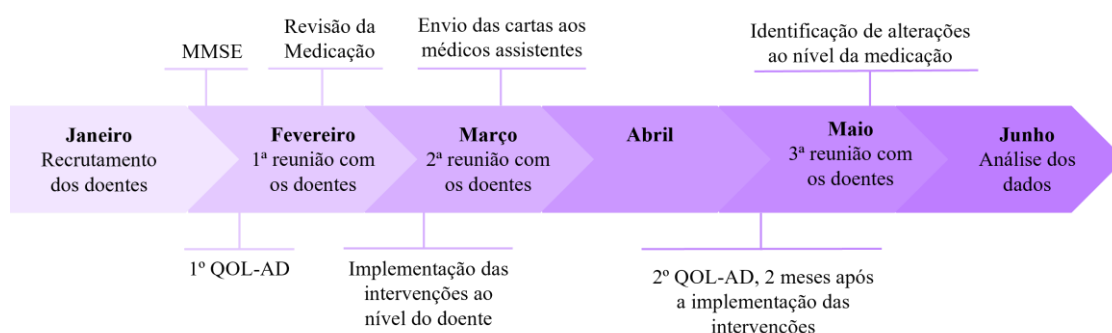 MMSE
Revisão da
Medicação
Envio das cartas aos
médicos assistentes
Identificação de alterações
ao nível da medicação
Janeiro
Recrutamento
dos doentes
Fevereiro
1ª reunião com
os doentes
Março
2ª reunião com
os doentes
Abril
Maio
3ª reunião com
os doentes
Junho
Análise dos
dados
1º QOL-AD
Implementação das
intervenções ao
nível do doente
2º QOL-AD, 2 meses após
a implementação das
intervenções